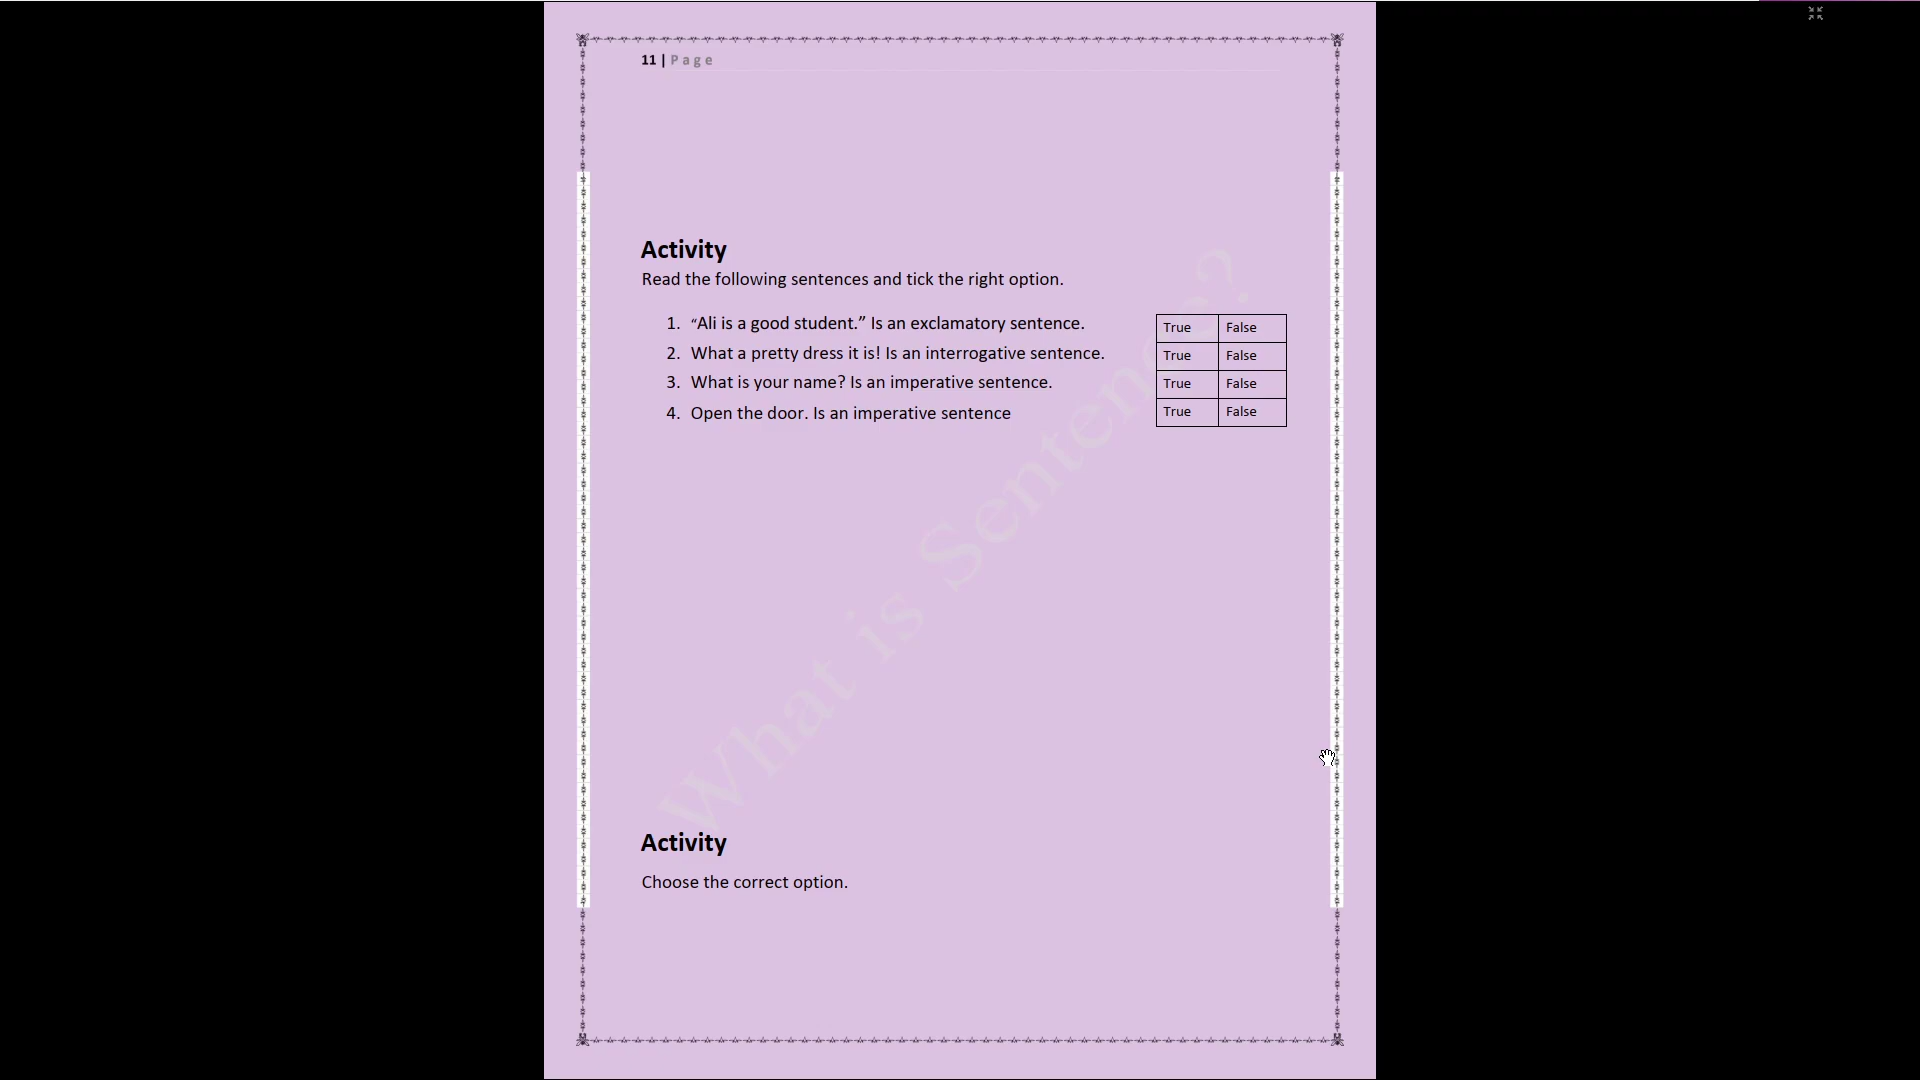 11 | Page
Activity
Read the following sentences and tick the right option.
1. “Ali is a good student.” Is an exclamatory sentence. True False
2. What a pretty dress it is! Is an interrogative sentence. True False
3. What is your name? Is an imperative sentence. True False
4. Open the door. Is an imperative sentence True False
What is Sentence?
Activity
Choose the correct option.